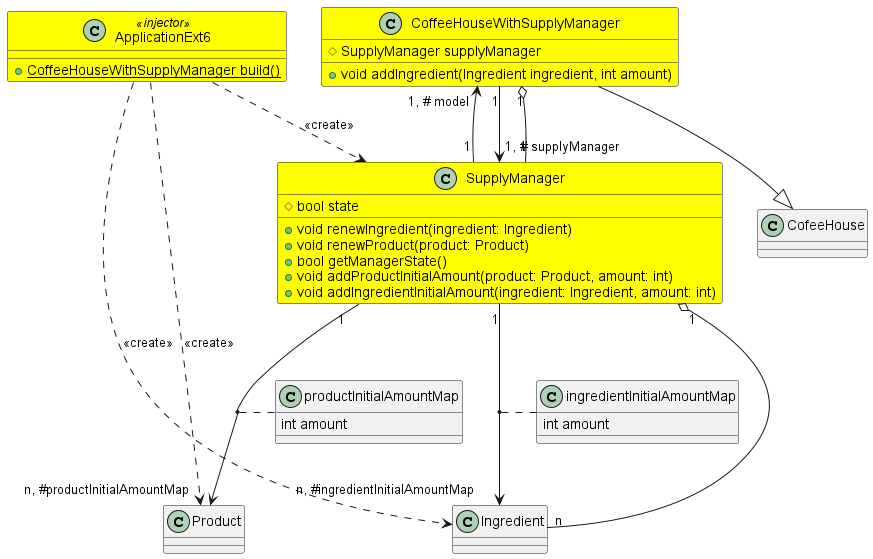 «injector»
ApplicationExt6
CoffeeHouseWithSupplyManager build()
CoffeeHouseWithSupplyManager
SupplyManager supplyManager
void addIngredient(Ingredient ingredient, int amount)
1, # model
1
1
1
1, # supplyManager
«create»
SupplyManager
bool state
void renewIngredient(ingredient: Ingredient)
void renewProduct(product: Product)
bool getManagerState()
void addProductInitialAmount(product: Product, amount: int)
void addIngredientInitialAmount(ingredient: Ingredient, amount: int)
CofeeHouse
1
1
1
«create»
«create»
productInitialAmountMap
int amount
ingredientInitialAmountMap
int amount
n, #productInitialAmountMap
n, #ingredientInitialAmountMap
Product
Ingredient
n